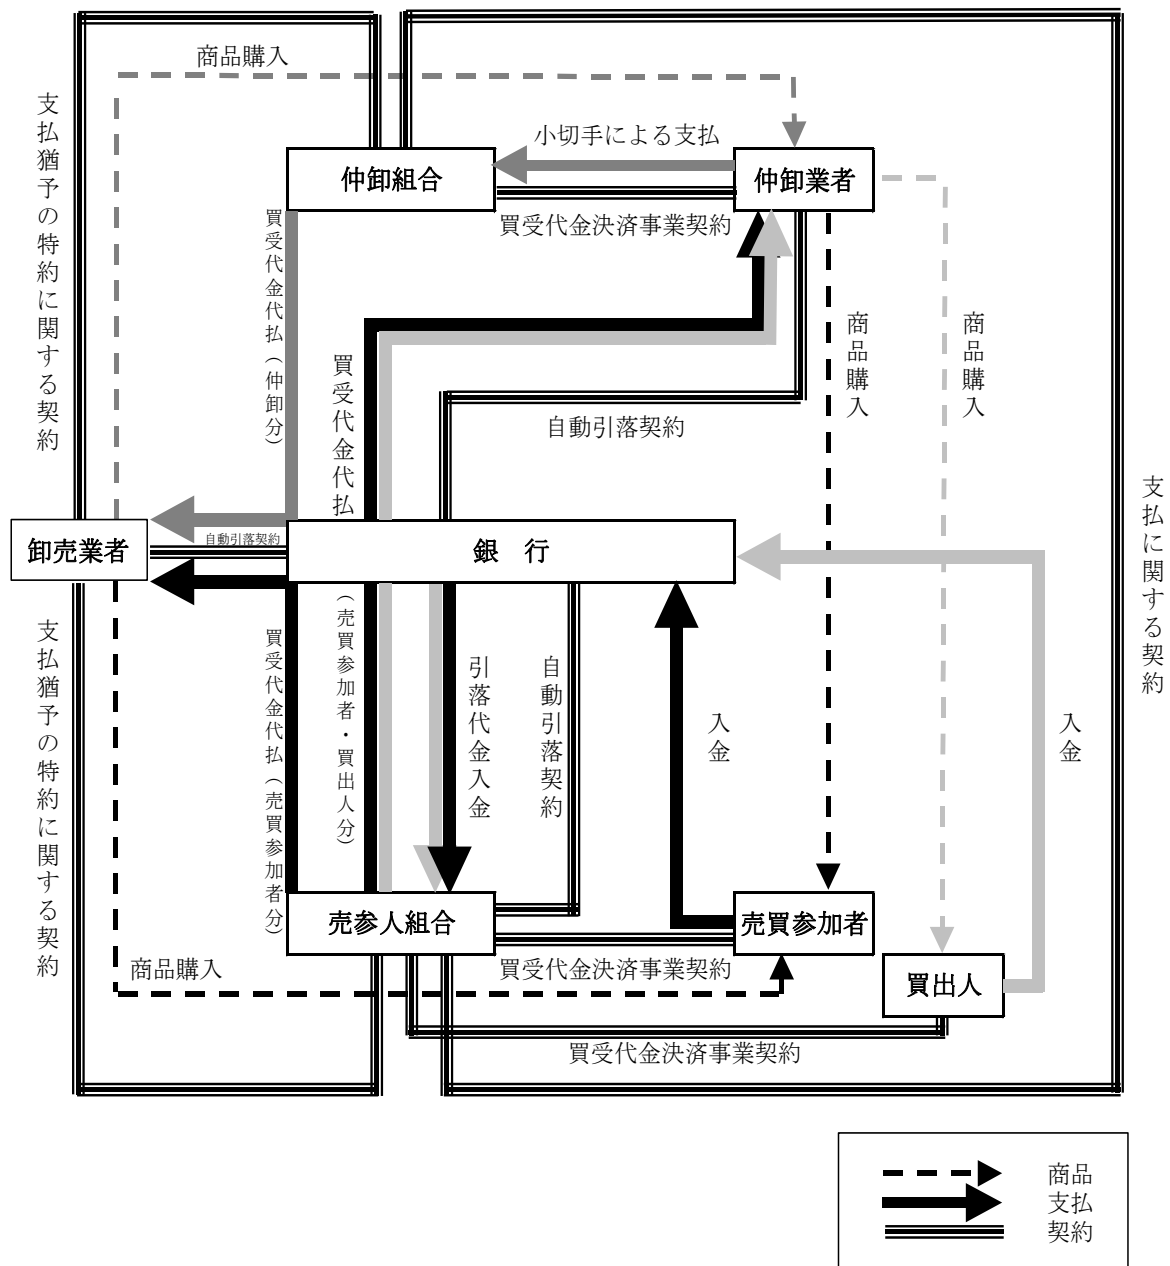 商品購入
支払猶予の特約に関する契約
小切手による支払
仲卸組合
仲卸業者
買受代金決済事業契約
買受代金代払（仲卸分）
買受代金代払
（売買参加者・買出人分）
商品購入
商品購入
自動引落契約
支払に関する契約
卸売業者
自動引落契約
銀　行
支払猶予の特約に関する契約
買受代金代払（売買参加者分）
引落代金入金
自動引落契約
入金
入金
売参人組合
売買参加者
商品購入
買受代金決済事業契約
買出人
買受代金決済事業契約
商品
支払
契約